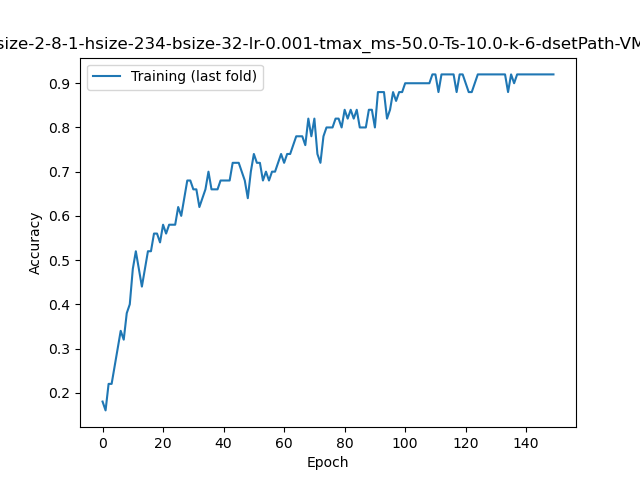 size-2-8-1-hsize-234-bsize-32-lr-0.001-tmax_ms-50.0-Ts-10.0-k-6-dsetPath-VM
Training (last fold)
0.9
0.8
0.7
0.6
0.5
0.4
0.3
0.2
Accuracy
0 20 40 60 80 100 120 140
Epoch